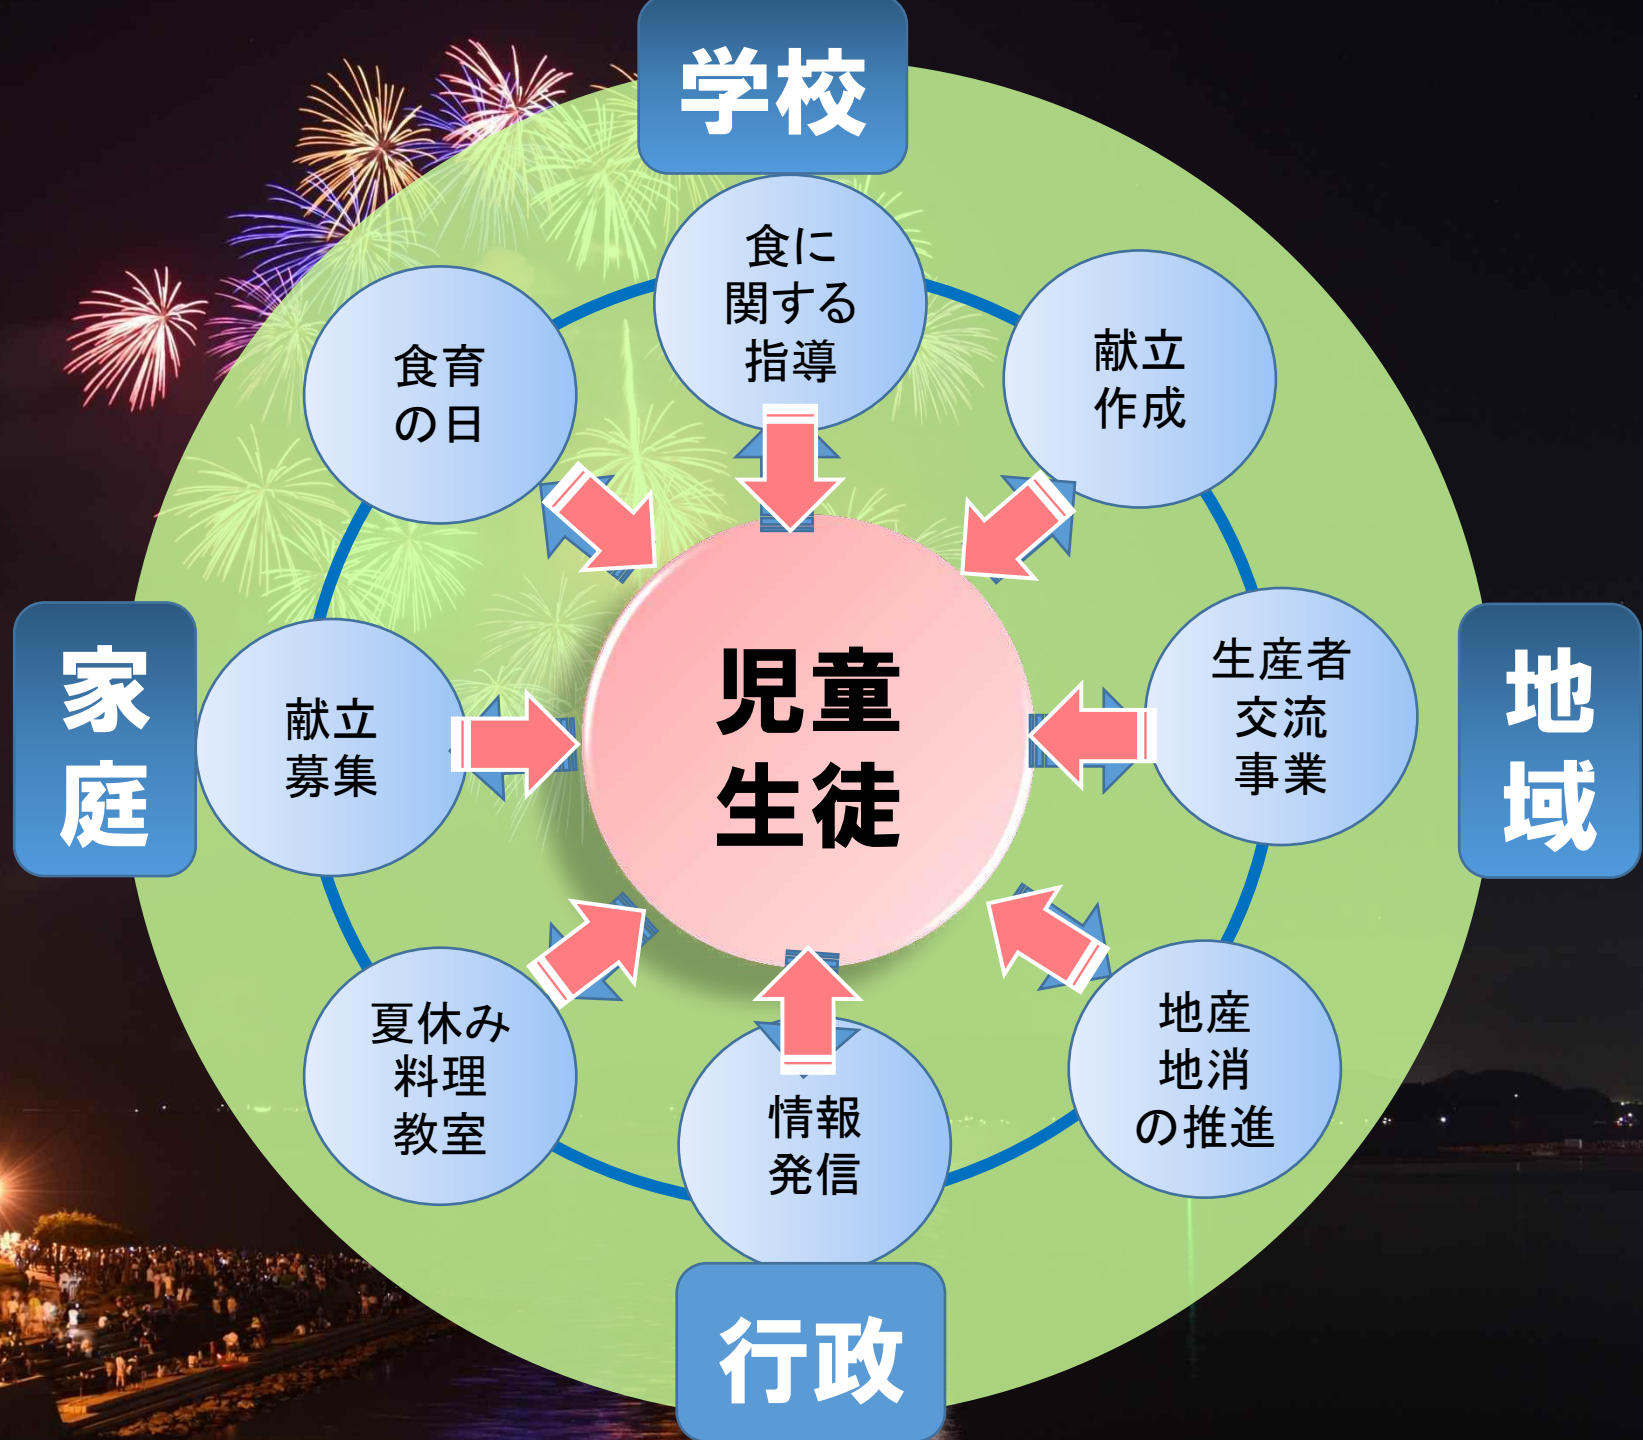 学校
食に
関する
指導
献立
作成
食育
の日
家
庭
献立
募集
児童
生徒
生産者
交流
事業
地
域
夏休み
料理
教室
情報
発信
地産
地消
の推進
行政